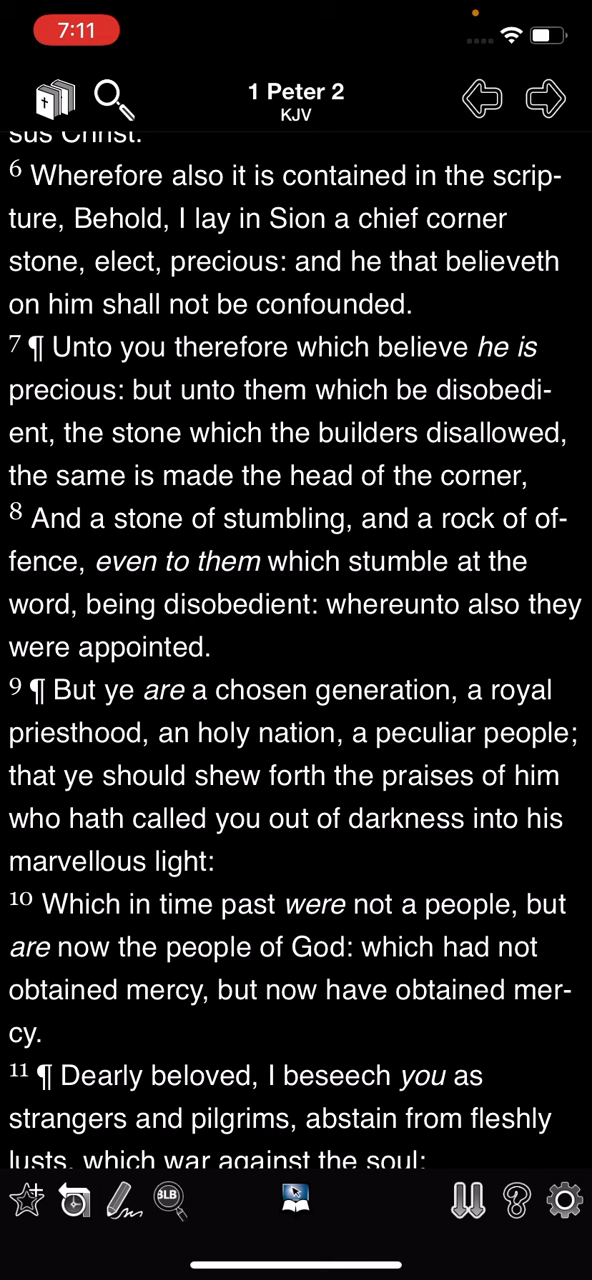 7:11
1 Peter 2
KJV
sus Christ.
6 Wherefore also it is contained in the scrip-
ture, Behold, I lay in Sion a chief corner
stone, elect, precious: and he that believeth
on him shall not be confounded.
7 ¶ Unto you therefore which believe he is
precious: but unto them which be disobedi-
ent, the stone which the builders disallowed,
the same is made the head of the corner,
8 And a stone of stumbling, and a rock of of-
fence, even to them which stumble at the
word, being disobedient: whereunto also they
were appointed.
9 ¶ But ye are a chosen generation, a royal
priesthood, an holy nation, a peculiar people;
that ye should shew forth the praises of him
who hath called you out of darkness into his
marvellous light:
10 Which in time past were not a people, but
are now the people of God: which had not
obtained mercy, but now have obtained mer-
cy.
11 ¶ Dearly beloved, I beseech you as
strangers and pilgrims, abstain from fleshly
lusts, which war against the soul;
BLB